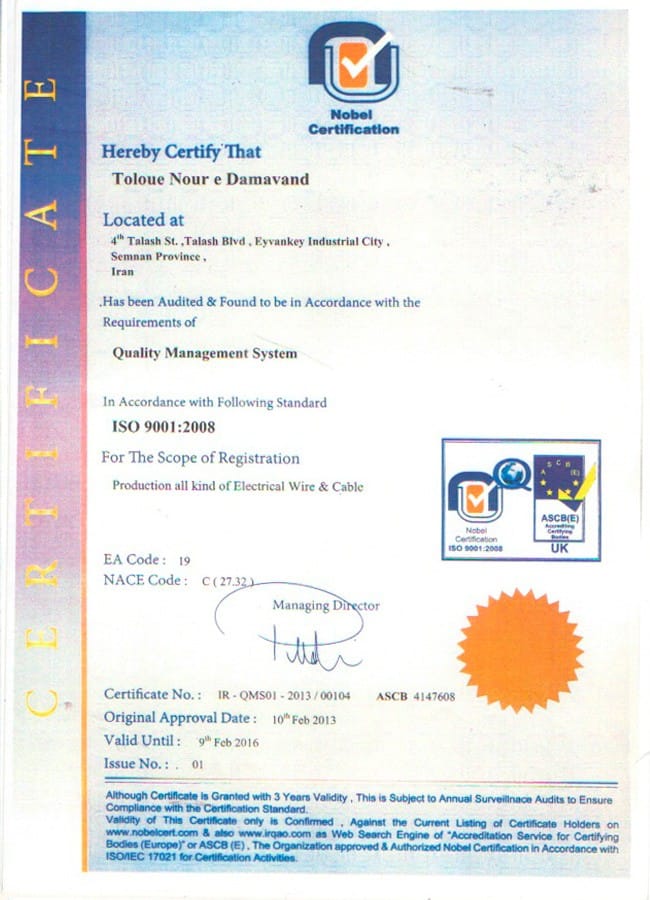 CERTIFICATE
Nobel
Certification
Hereby Certify That
Toloue Nour e Damavand
Located at
4th Talash St. ,Talash Blvd , Eyvankey Industrial City ,
Semnan Province ,
Iran
.Has been Audited & Found to be in Accordance with the
Requirements of
Quality Management System
In Accordance with Following Standard
ISO 9001:2008
For The Scope of Registration
Production all kind of Electrical Wire & Cable
Nobel
Certification
ISO 9001:2008
A S C B (E)
ASCB(E)
Accrediting
Certifying
Bodies
UK
EA Code : 19
NACE Code : C ( 27.32 )
Managing Director
Certificate No. : IR - QMS01 - 2013 / 00104 ASCB 4147608
Original Approval Date : 10th Feb 2013
Valid Until : 9th Feb 2016
Issue No. : . 01
Although Certificate is Granted with 3 Years Validity , This is Subject to Annual Surveillnace Audits to Ensure
Compliance with the Certification Standard.
Validity of This Certificate only is Confirmed , Against the Current Listing of Certificate Holders on
www.nobelcert.com & also www.irqao.com as Web Search Engine of "Accreditation Service for Certifying
Bodies (Europe)" or ASCB (E) , The Organization approved & Authorized Nobel Certification in Accordance with
ISO/IEC 17021 for Certification Activities.